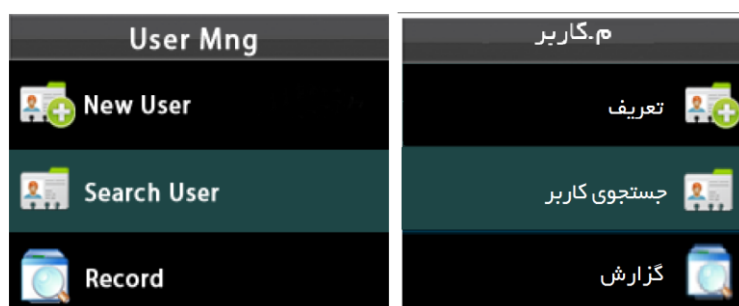 User Mng
New User
Search User
Record
م.کاربر
تعریف
جستجوی کاربر
گزارش